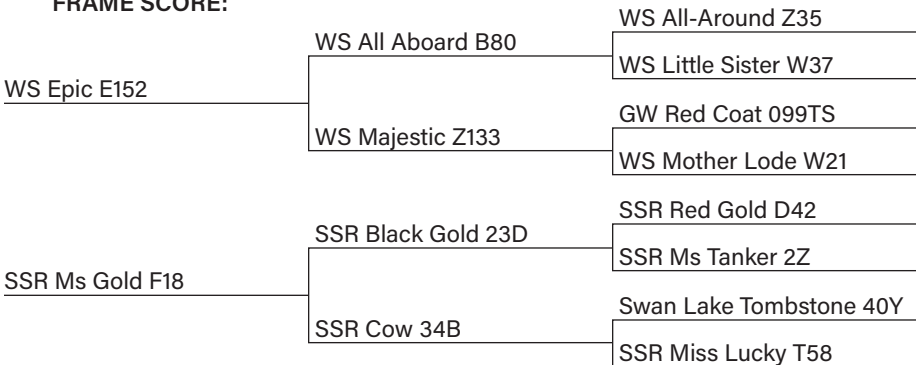 FRAME SCORE:
WS All-Around Z35
WS All Aboard B80
WS Little Sister W37
WS Epic E152
GW Red Coat 099TS
WS Majestic Z133
WS Mother Lode W21
SSR Red Gold D42
SSR Black Gold 23D
SSR Ms Tanker 2Z
SSR Ms Gold F18
Swan Lake Tombstone 40Y
SSR Cow 34B
SSR Miss Lucky T58